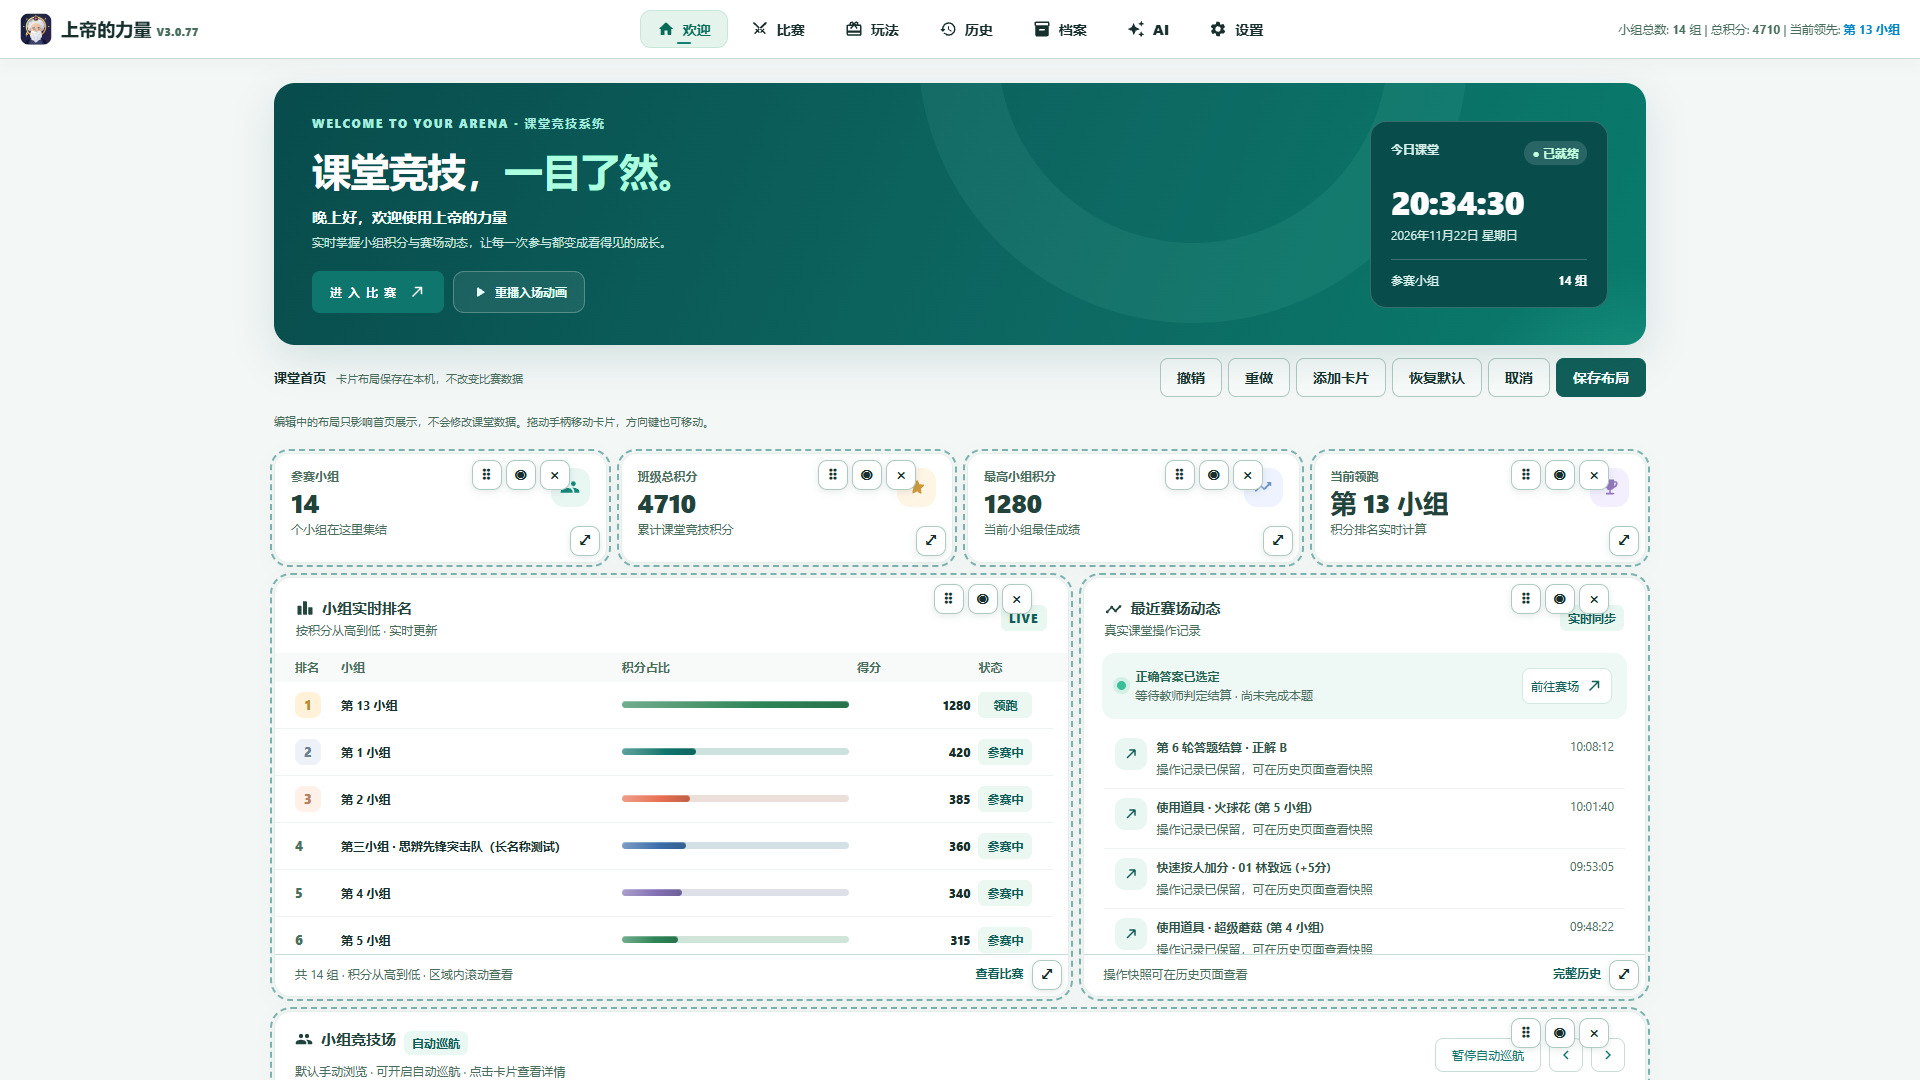 上帝的力量 V3.0.77
欢迎
比赛
玩法
历史
档案
AI
设置
小组总数: 14 组 | 总积分: 4710 | 当前领先: 第 13 小组
WELCOME TO YOUR ARENA · 课堂竞技系统
课堂竞技，一目了然。
晚上好，欢迎使用上帝的力量
实时掌握小组积分与赛场动态，让每一次参与都变成看得见的成长。
进入比赛
重播入场动画
今日课堂
已就绪
20:34:30
2026年11月22日 星期日
参赛小组 14 组
课堂首页 卡片布局保存在本机，不改变比赛数据
撤销
重做
添加卡片
恢复默认
取消
保存布局
编辑中的布局只影响首页展示，不会修改课堂数据。拖动手柄移动卡片，方向键也可移动。
参赛小组
14
个小组在这里集结
班级总积分
4710
累计课堂竞技积分
最高小组积分
1280
当前小组最佳成绩
当前领跑
第 13 小组
积分排名实时计算
小组实时排名
按积分从高到低 · 实时更新
LIVE
排名 小组 积分占比 得分 状态
1 第 13 小组 1280 领跑
2 第 1 小组 420 参赛中
3 第 2 小组 385 参赛中
4 第三小组 · 思辨先锋突击队（长名称测试） 360 参赛中
5 第 4 小组 340 参赛中
6 第 5 小组 315 参赛中
共 14 组 · 积分从高到低 · 区域内滚动查看
查看比赛
最近赛场动态
真实课堂操作记录
实时同步
正确答案已选定
等待教师判定结算 · 尚未完成本题
前往赛场
第 6 轮答题结算 · 正解 B 10:08:12
操作记录已保留，可在历史页面查看快照
使用道具 · 火球花 (第 5 小组) 10:01:40
操作记录已保留，可在历史页面查看快照
快速按人加分 · 01 林致远 (+5分) 09:53:05
操作记录已保留，可在历史页面查看快照
使用道具 · 超级蘑菇 (第 4 小组) 09:48:22
操作记录已保留，可在历史页面查看快照
操作快照可在历史页面查看
完整历史
小组竞技场 自动巡航
默认手动浏览 · 可开启自动巡航 · 点击卡片查看详情
暂停自动巡航